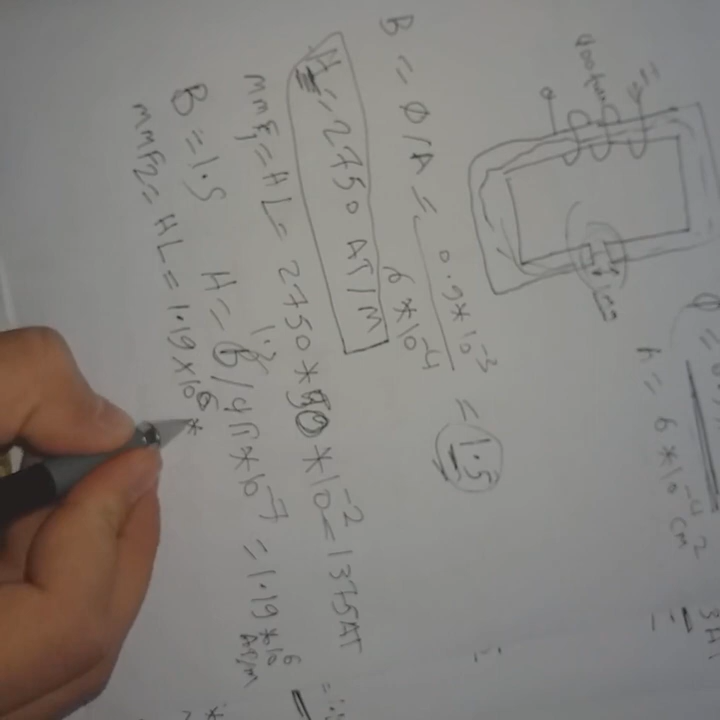 A = 6 * 10^-4 cm^2
B = Ø/A = 0.9*10^-3 / 6*10^-4 = 1.5
H = 2750 AT/M
mmF1 = HL = 2750 * 50 * 10^-2 = 1375AT
B = 1.5 H = B/4π*10^-7 = 1.19*10^6 AT/M
mmF2 = HL = 1.19 x 10^6 *